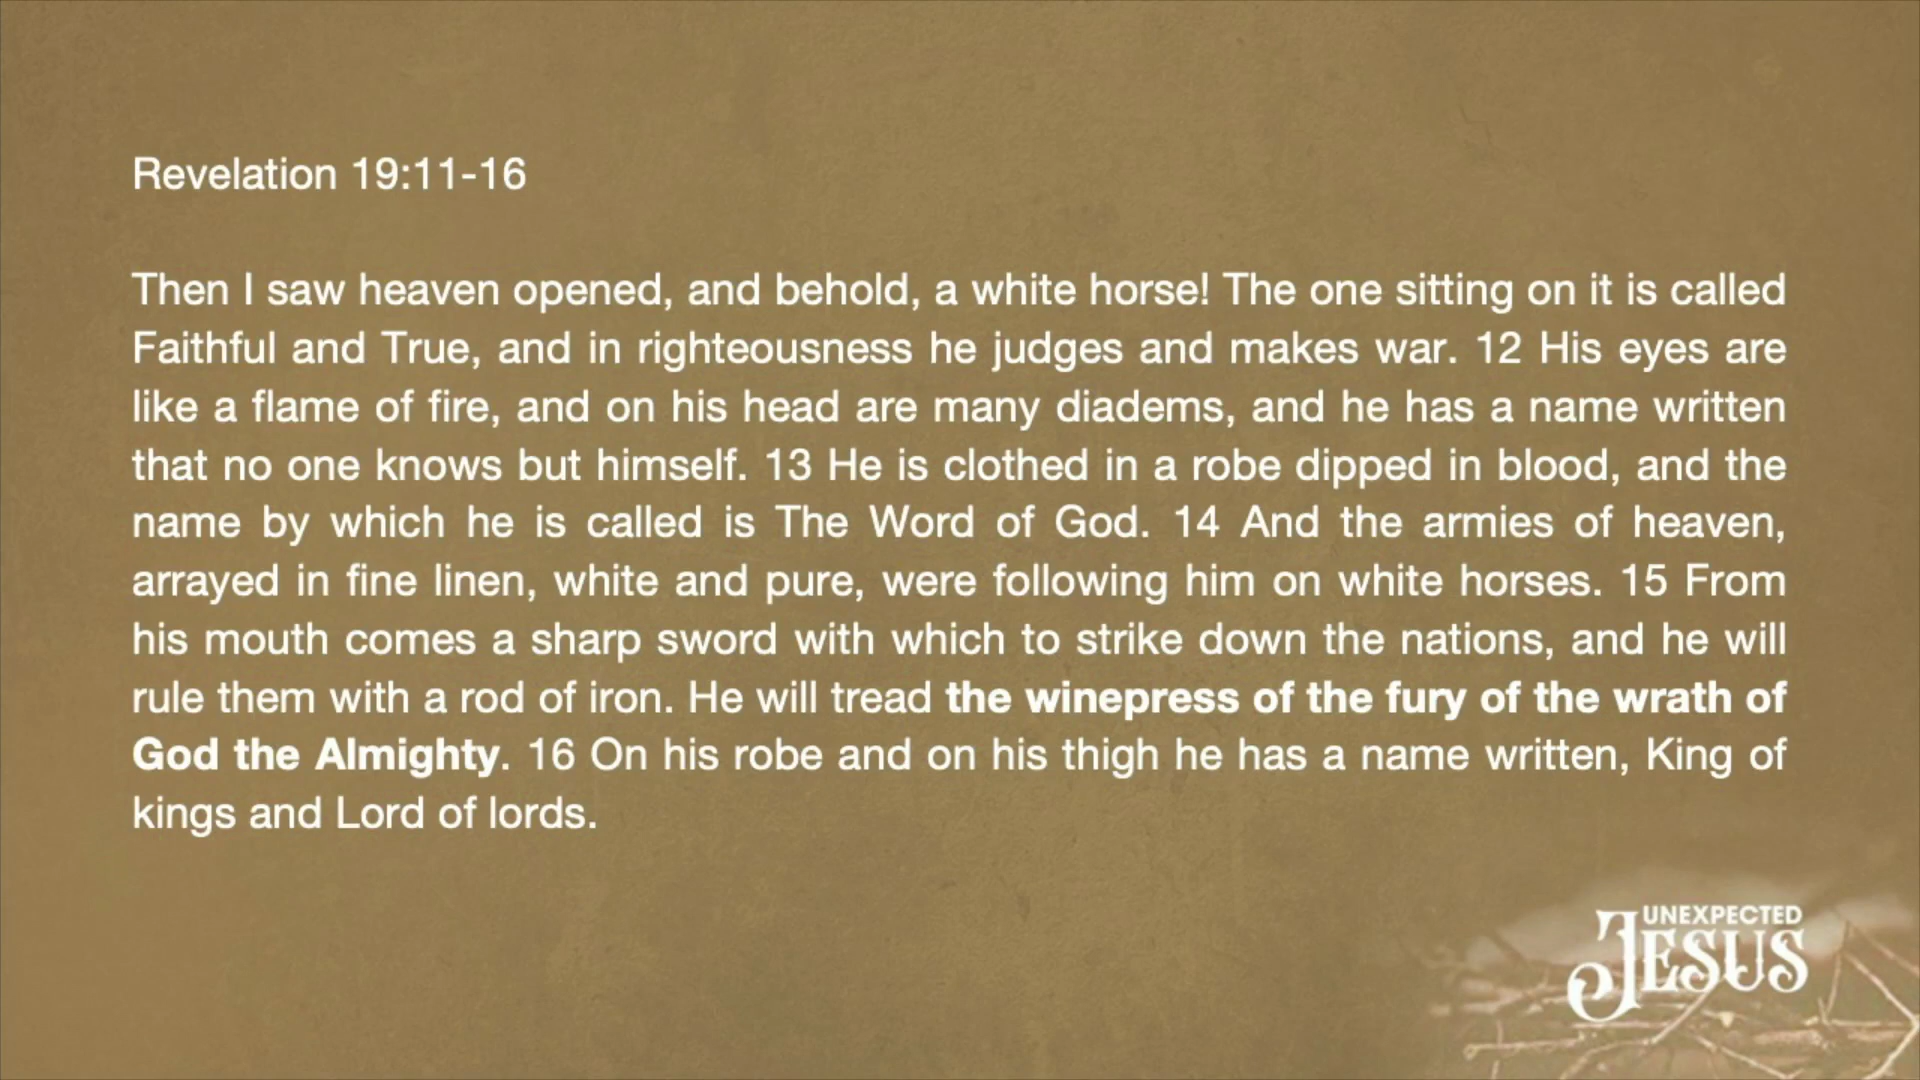 Revelation 19:11-16
Then I saw heaven opened, and behold, a white horse! The one sitting on it is called
Faithful and True, and in righteousness he judges and makes war. 12 His eyes are
like a flame of fire, and on his head are many diadems, and he has a name written
that no one knows but himself. 13 He is clothed in a robe dipped in blood, and the
name by which he is called is The Word of God. 14 And the armies of heaven,
arrayed in fine linen, white and pure, were following him on white horses. 15 From
his mouth comes a sharp sword with which to strike down the nations, and he will
rule them with a rod of iron. He will tread the winepress of the fury of the wrath of
God the Almighty. 16 On his robe and on his thigh he has a name written, King of
kings and Lord of lords.
UNEXPECTED
JESUS